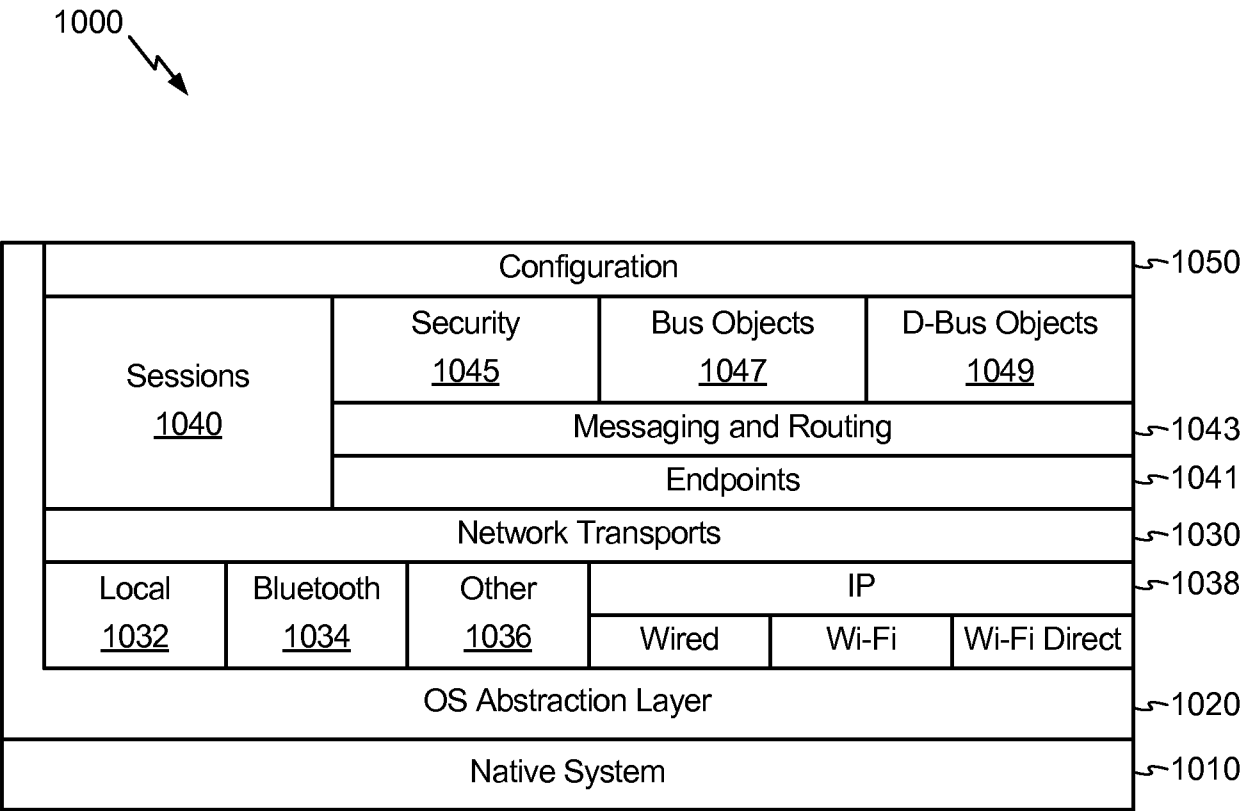 1000
Configuration
1050
Security
Bus Objects
D-Bus Objects
1045
1047
1049
Sessions
1040
Messaging and Routing
1043
Endpoints
1041
Network Transports
1030
Local
Bluetooth
Other
IP
1038
1032
1034
1036
Wired
Wi-Fi
Wi-Fi Direct
OS Abstraction Layer
1020
Native System
1010